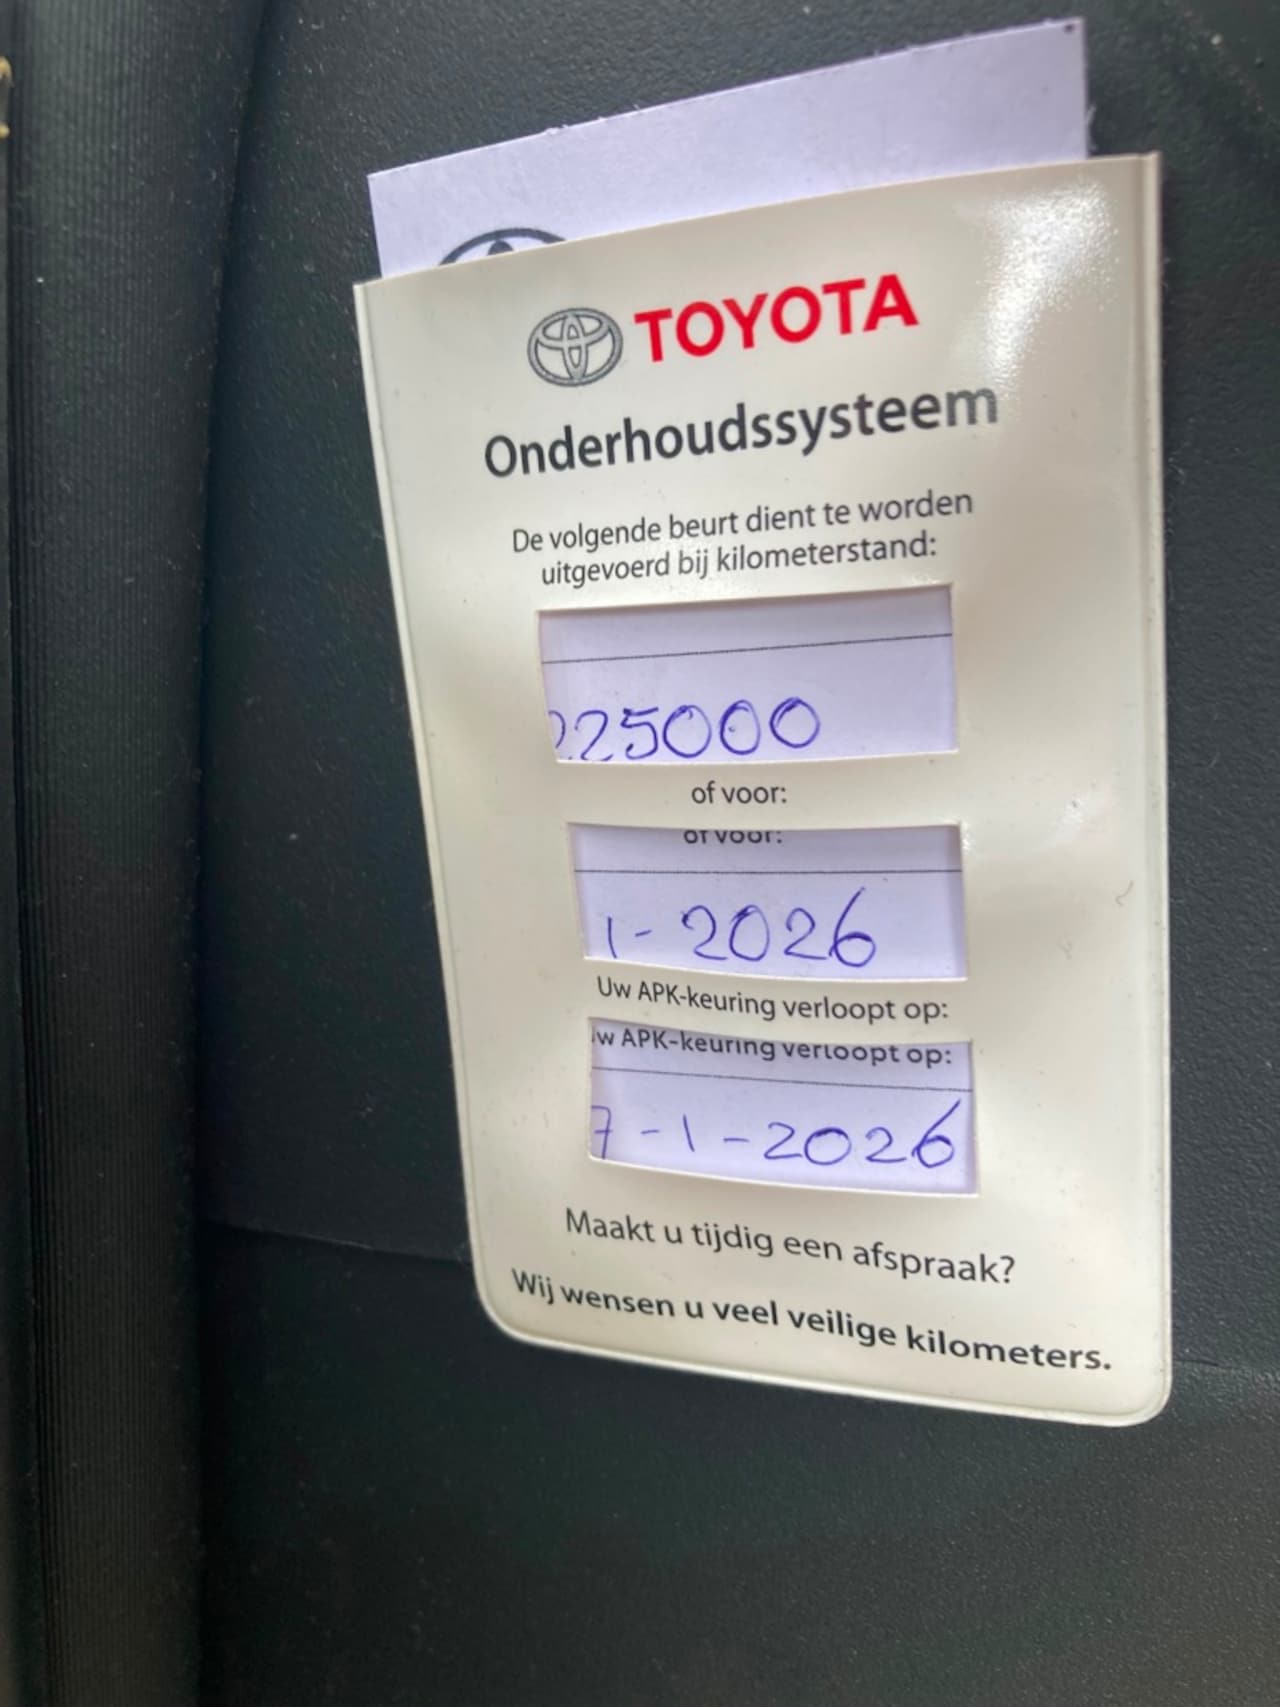 TOYOTA
Onderhoudssysteem
De volgende beurt dient te worden
uitgevoerd bij kilometerstand:
225000
of voor:
of voor:
1-2026
Uw APK-keuring verloopt op:
w APK-keuring verloopt op:
7-1-2026
Maakt u tijdig een afspraak?
Wij wensen u veel veilige kilometers.